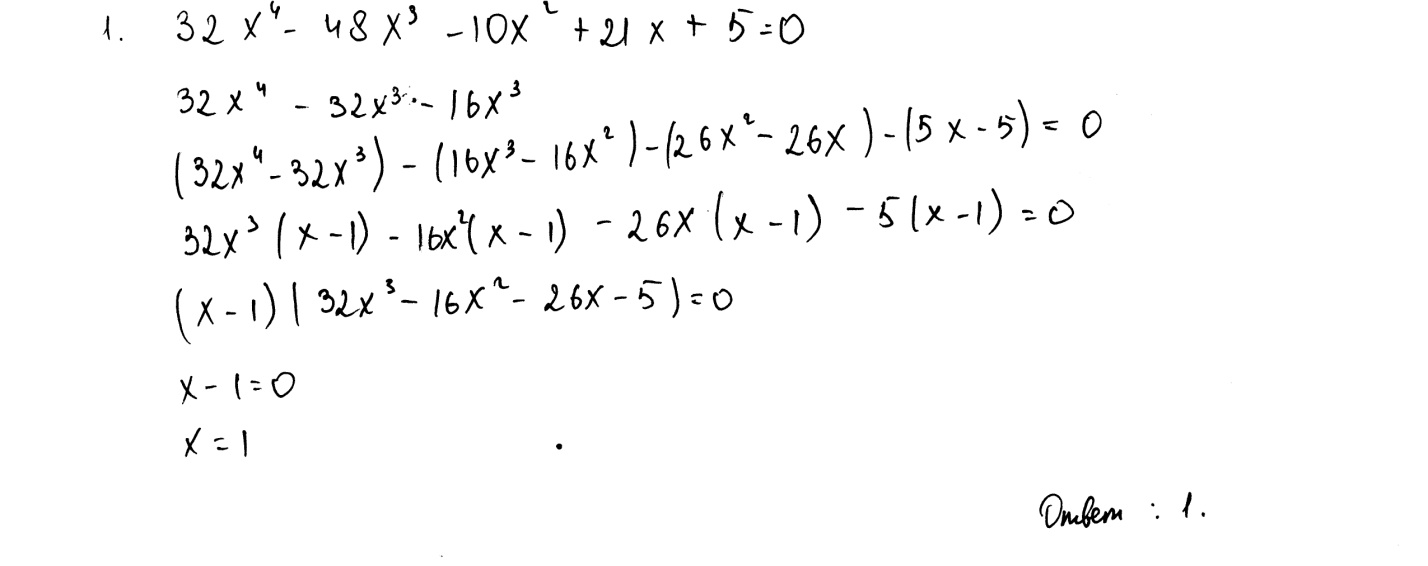 1. 32x⁴ - 48x³ - 10x² + 21x + 5 = 0
32x⁴ - 32x³ - 16x³
(32x⁴ - 32x³) - (16x³ - 16x²) - (26x² - 26x) - (5x - 5) = 0
32x³(x - 1) - 16x²(x - 1) - 26x(x - 1) - 5(x - 1) = 0
(x - 1)(32x³ - 16x² - 26x - 5) = 0
x - 1 = 0
x = 1
Ответ : 1.